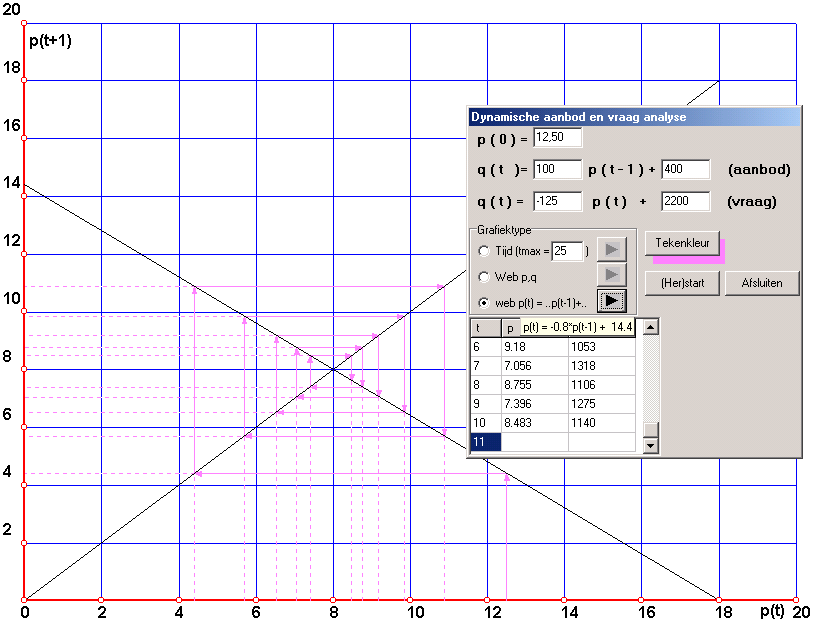 20
p(t+1)
18
16
14
12
10
8
6
4
2
0 2 4 6 8 10 12 14 16 18 20
p(t)
Dynamische aanbod en vraag analyse
p ( 0 ) = 12,50
q ( t ) = 100 p ( t - 1 ) + 400 (aanbod)
q ( t ) = -125 p ( t ) + 2200 (vraag)
Grafiektype
Tijd (tmax = 25 )
Web p,q
web p(t) = ..p(t-1)+..
Tekenkleur
(Her)start Afsluiten
t p p(t) = -0.8*p(t-1) + 14.4
6 9.18 1053
7 7.056 1318
8 8.755 1106
9 7.396 1275
10 8.483 1140
11